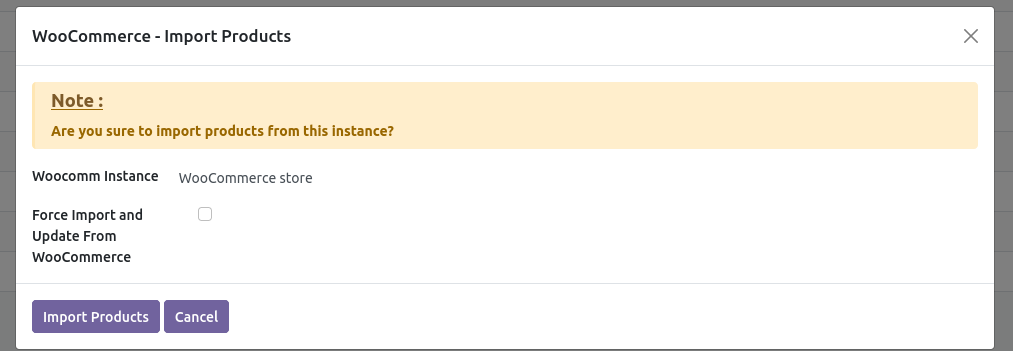 WooCommerce - Import Products
Note :
Are you sure to import products from this instance?
Woocomm Instance WooCommerce store
Force Import and
Update From
WooCommerce
Import Products Cancel